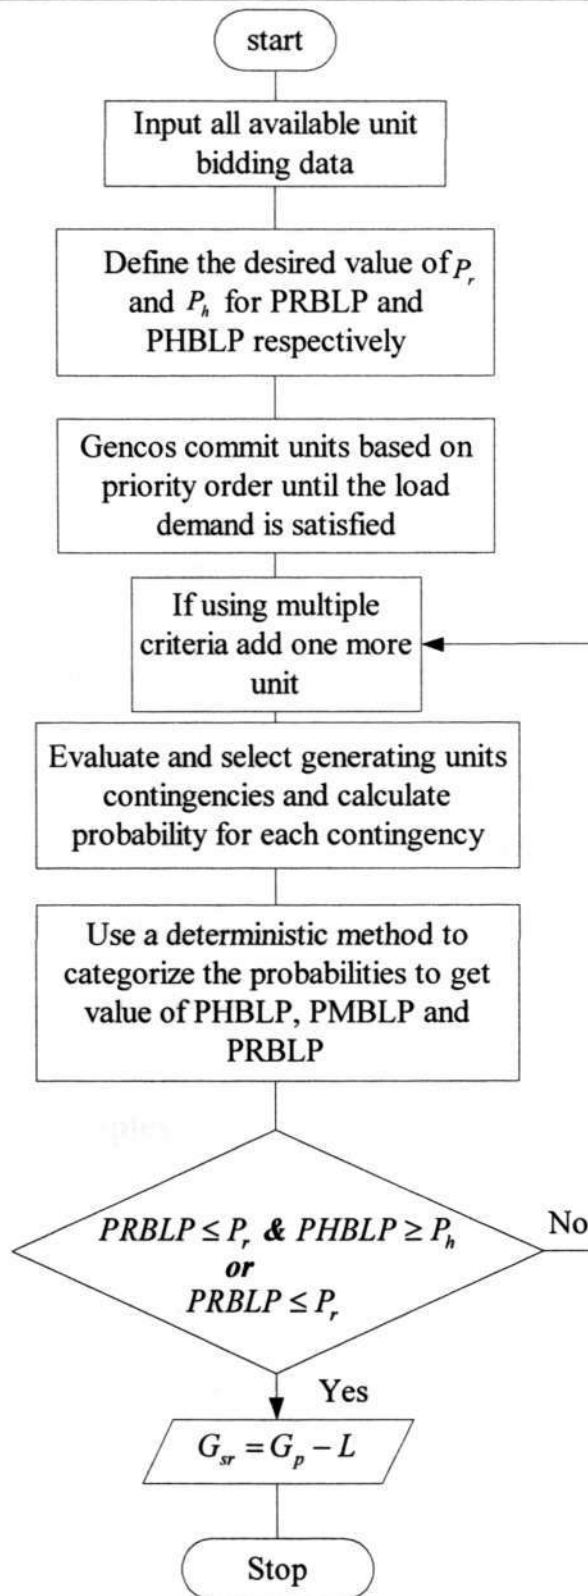 start
Input all available unit
bidding data
Define the desired value of P_r
and P_h for PRBLP and
PHBLP respectively
Gencos commit units based on
priority order until the load
demand is satisfied
If using multiple
criteria add one more
unit
Evaluate and select generating units
contingencies and calculate
probability for each contingency
Use a deterministic method to
categorize the probabilities to get
value of PHBLP, PMBLP and
PRBLP
PRBLP ≤ P_r & PHBLP ≥ P_h
or
PRBLP ≤ P_r
No
Yes
G_sr = G_p − L
Stop